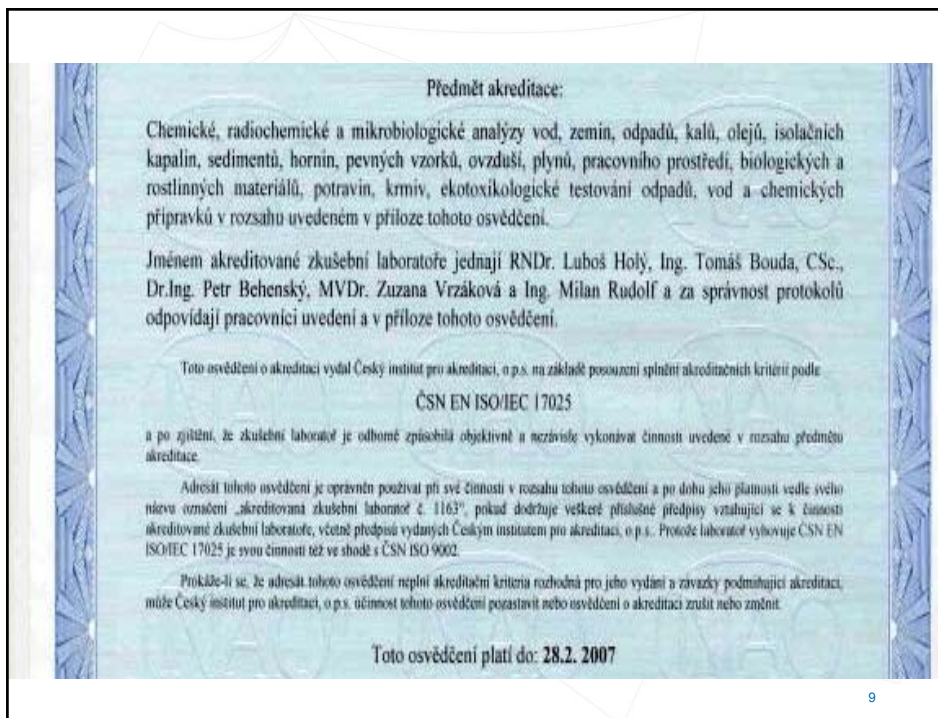 Předmět akreditace:
Chemické, radiochemické a mikrobiologické analýzy vod, zemin, odpadů, kalů, olejů, isolačních
kapalin, sedimentů, hornin, pevných vzorků, ovzduší, plynů, pracovního prostředí, biologických a
rostlinných materiálů, potravin, krmiv, ekotoxikologické testování odpadů, vod a chemických
přípravků v rozsahu uvedeném v příloze tohoto osvědčení.
Jménem akreditované zkušební laboratoře jednají RNDr. Luboš Holý, Ing. Tomáš Bouda, CSc.,
Dr.Ing. Petr Behenský, MVDr. Zuzana Vrzáková a Ing. Milan Rudolf a za správnost protokolů
odpovídají pracovníci uvedení a v příloze tohoto osvědčení.
Toto osvědčení o akreditaci vydal Český institut pro akreditaci, o.p.s. na základě posouzení splnění akreditačních kritérií podle
ČSN EN ISO/IEC 17025
a po zjištění, že zkušební laboratoř je odborně způsobilá objektivně a nezávisle vykonávat činnosti uvedené v rozsahu předmětu
akreditace.
Adresát tohoto osvědčení je oprávněn používat při své činnosti v rozsahu tohoto osvědčení a po dobu jeho platnosti vedle svého
názvu označení „akreditovaná zkušební laboratoř č. 1163", pokud dodržuje veškeré příslušné předpisy vztahující se k činnosti
akreditované zkušební laboratoře, včetně předpisů vydaných Českým institutem pro akreditaci, o.p.s.. Protože laboratoř vyhovuje ČSN EN
ISO/IEC 17025 je svou činností též ve shodě s ČSN ISO 9002.
Prokáže-li se, že adresát tohoto osvědčení neplní akreditační kriteria rozhodná pro jeho vydání a závazky podmiňující akreditaci,
může Český institut pro akreditaci, o.p.s. účinnost tohoto osvědčení pozastavit nebo osvědčení o akreditaci zrušit nebo změnit.
Toto osvědčení platí do: 28.2. 2007
9